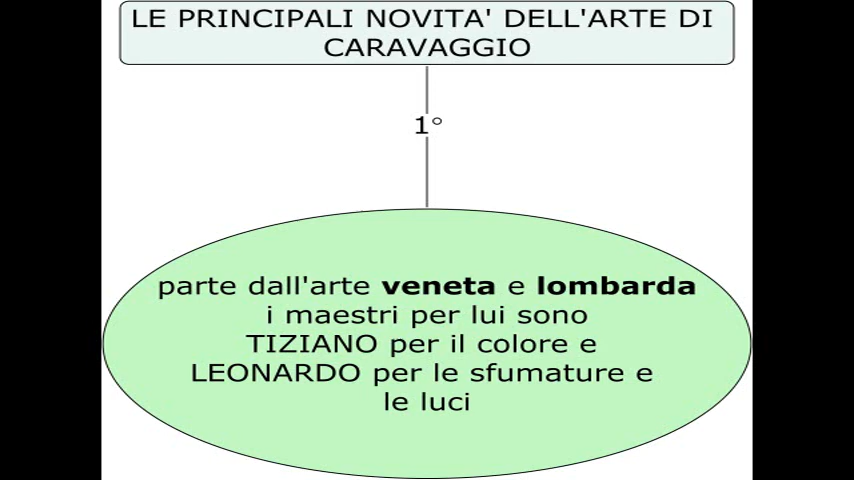 LE PRINCIPALI NOVITA' DELL'ARTE DI
CARAVAGGIO
1°
parte dall'arte veneta e lombarda
i maestri per lui sono
TIZIANO per il colore e
LEONARDO per le sfumature e
le luci